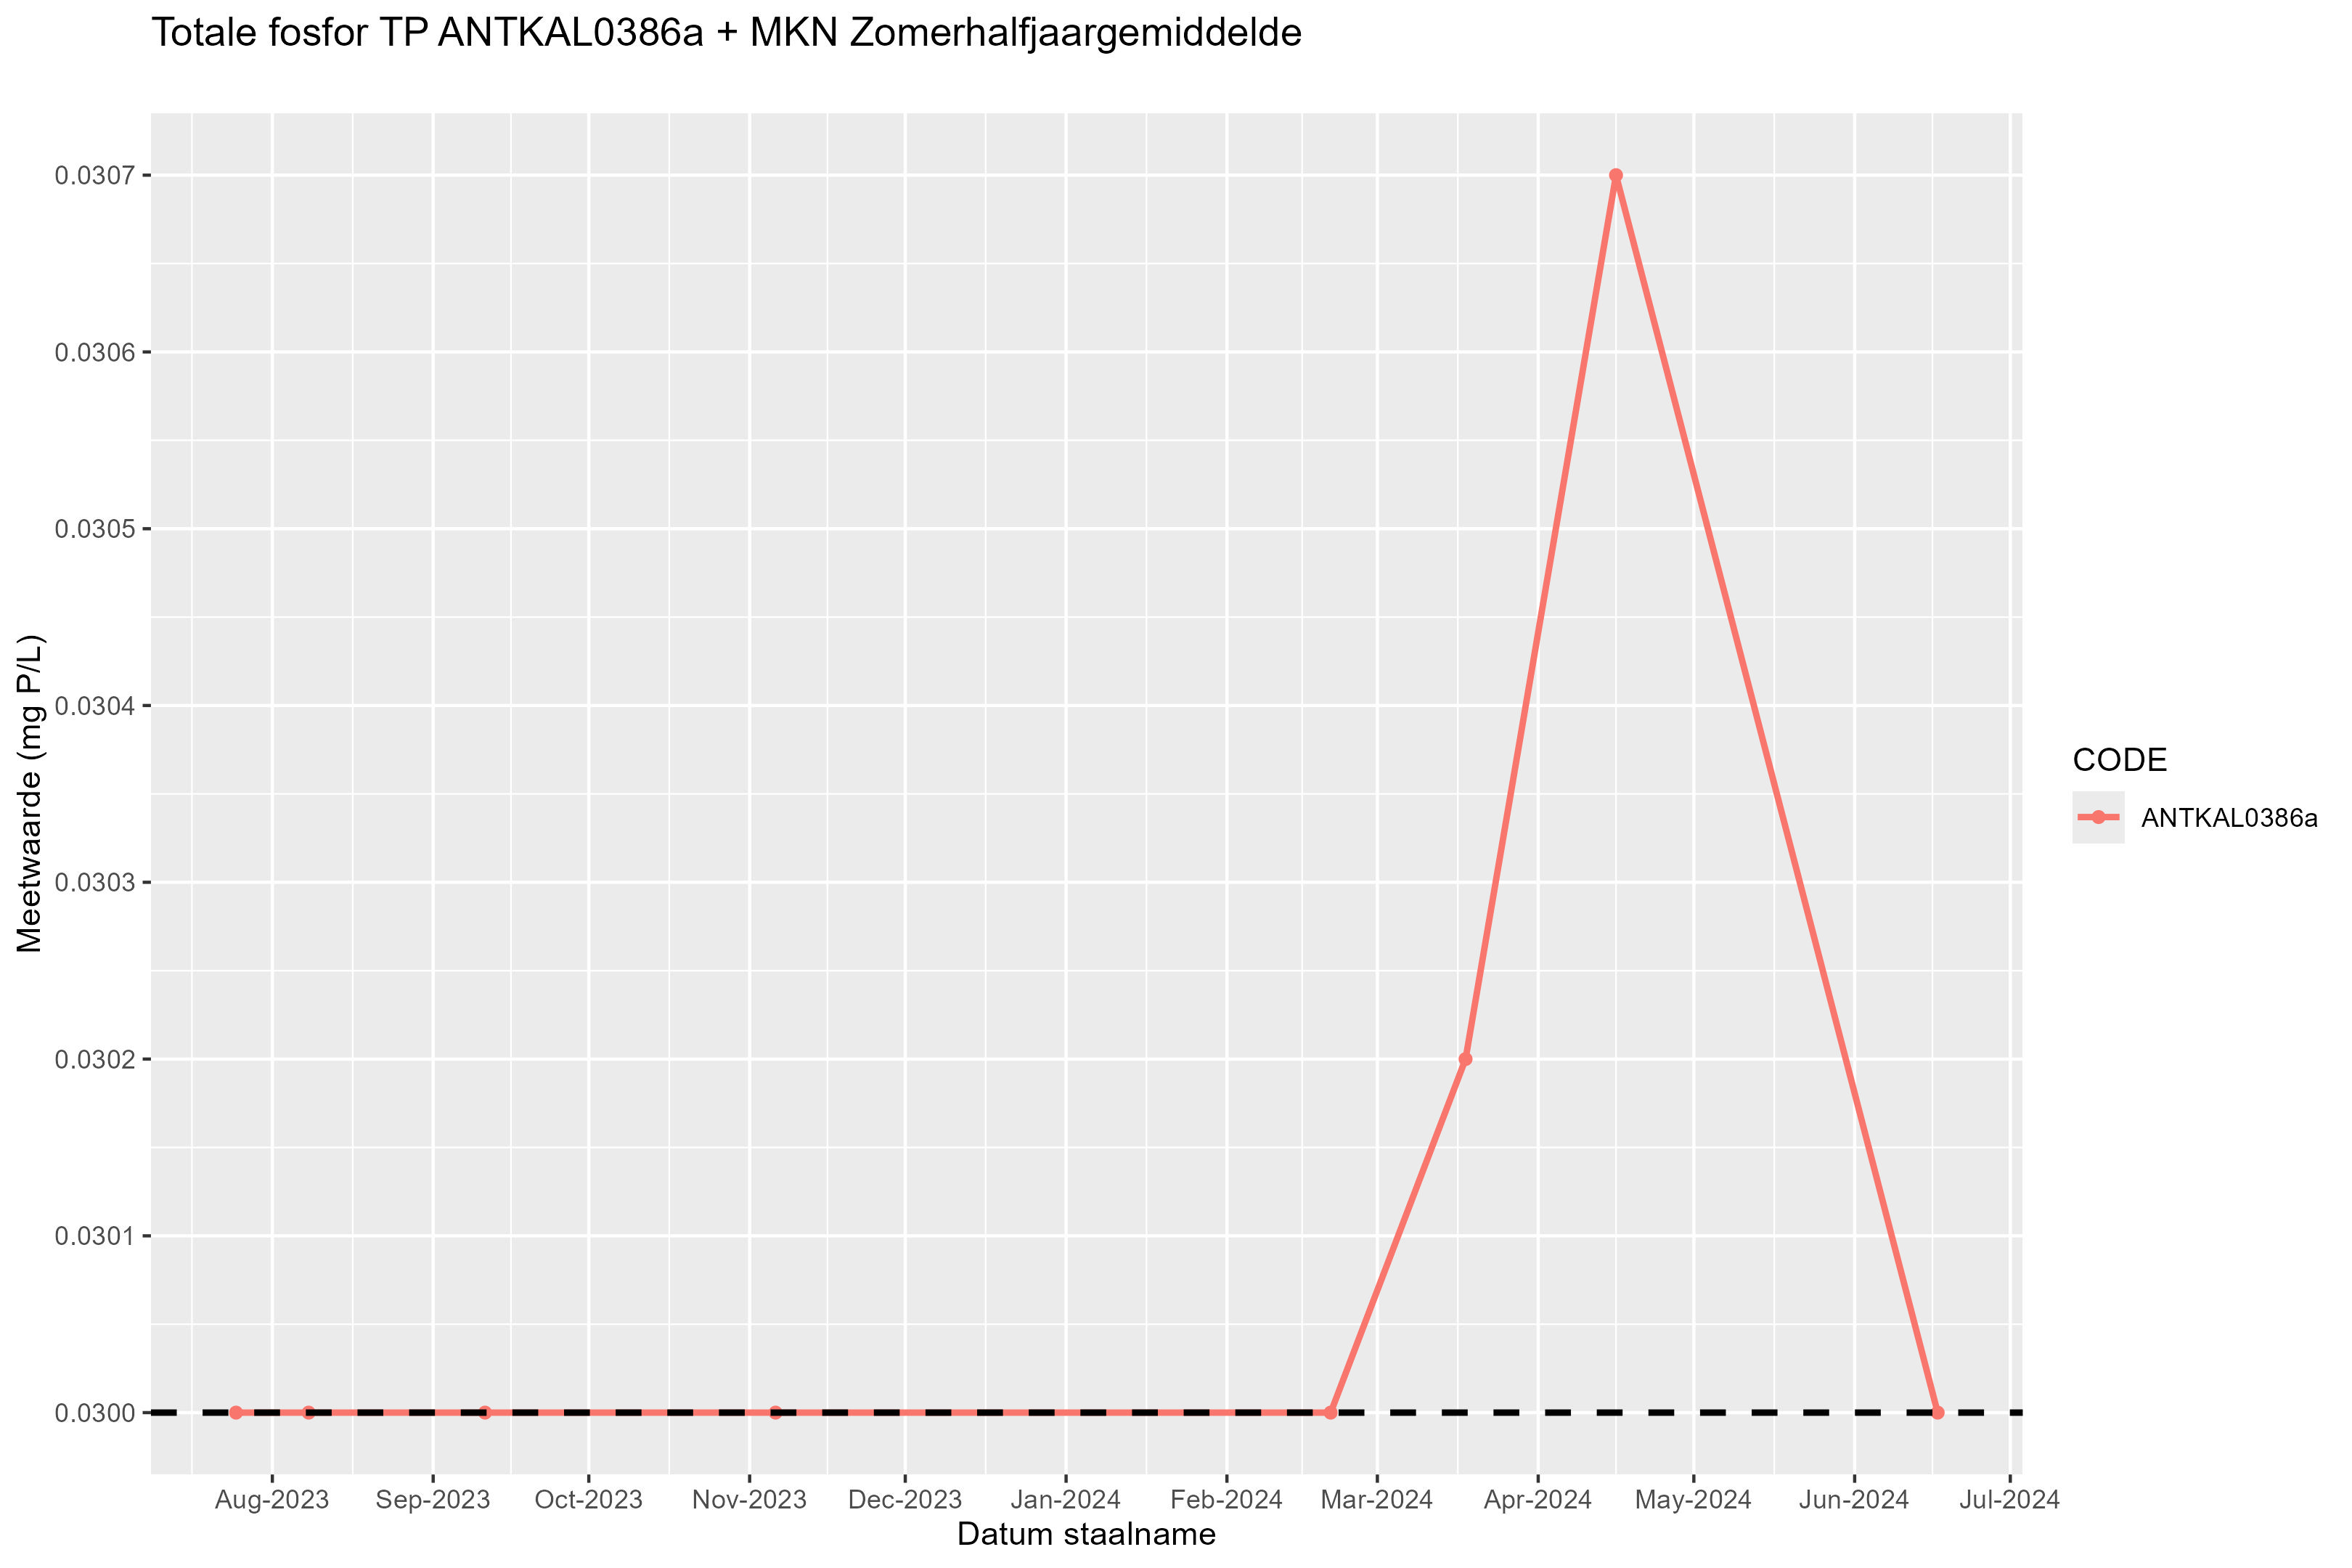 Totale fosfor TP ANTKAL0386a + MKN Zomerhalfjaargemiddelde
Meetwaarde (mg P/L)
0.0307
0.0306
0.0305
0.0304
0.0303
0.0302
0.0301
0.0300
Aug-2023 Sep-2023 Oct-2023 Nov-2023 Dec-2023 Jan-2024 Feb-2024 Mar-2024 Apr-2024 May-2024 Jun-2024 Jul-2024
Datum staalname
CODE
ANTKAL0386a